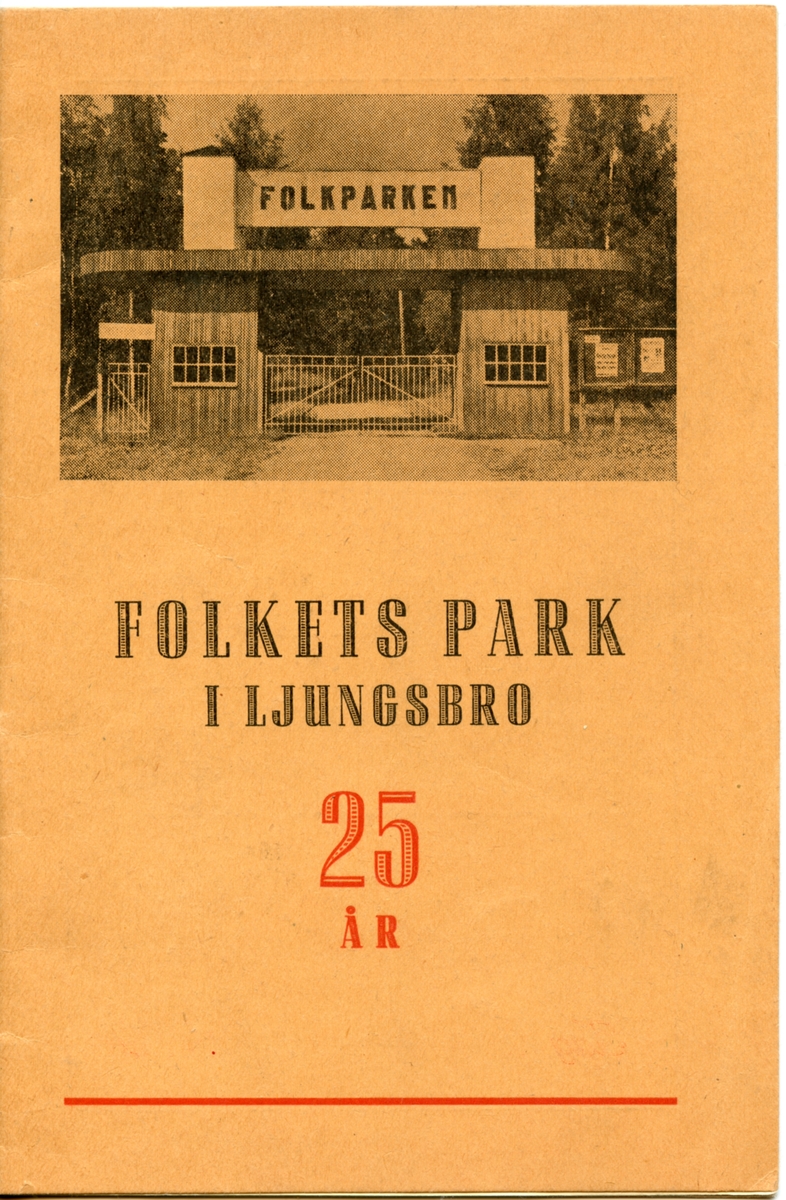 FOLKPARKEN
FOLKETS PARK
I LJUNGSBRO
25
ÅR